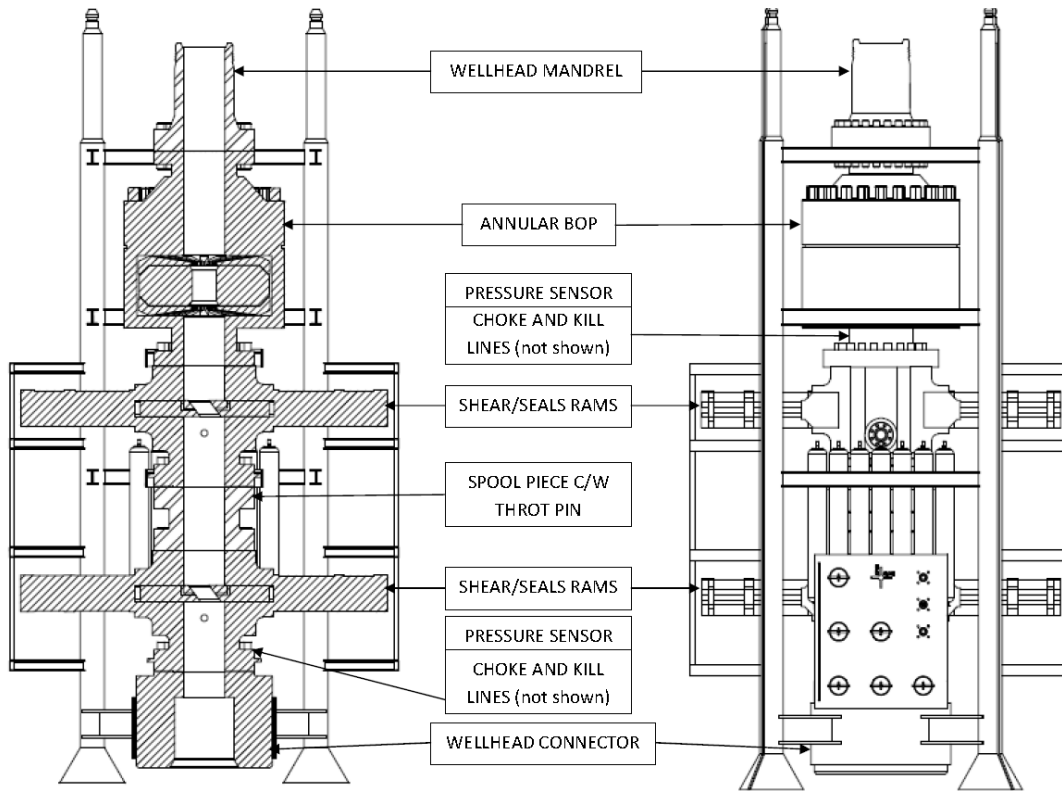 WELLHEAD MANDREL
ANNULAR BOP
PRESSURE SENSOR
CHOKE AND KILL
LINES (not shown)
SHEAR/SEALS RAMS
SPOOL PIECE C/W
THROT PIN
SHEAR/SEALS RAMS
PRESSURE SENSOR
CHOKE AND KILL
LINES (not shown)
WELLHEAD CONNECTOR